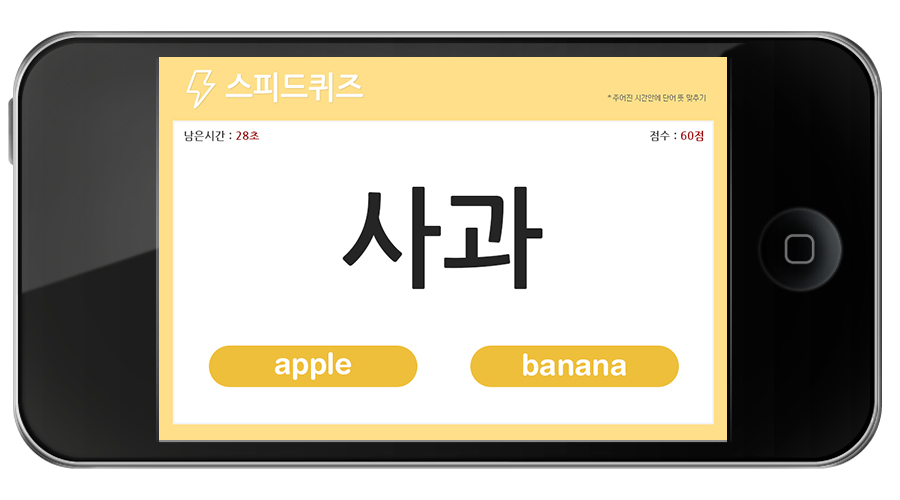 스피드퀴즈
* 주어진 시간안에 단어 뜻 맞추기
남은시간 : 28초
점수 : 60점
사과
apple
banana